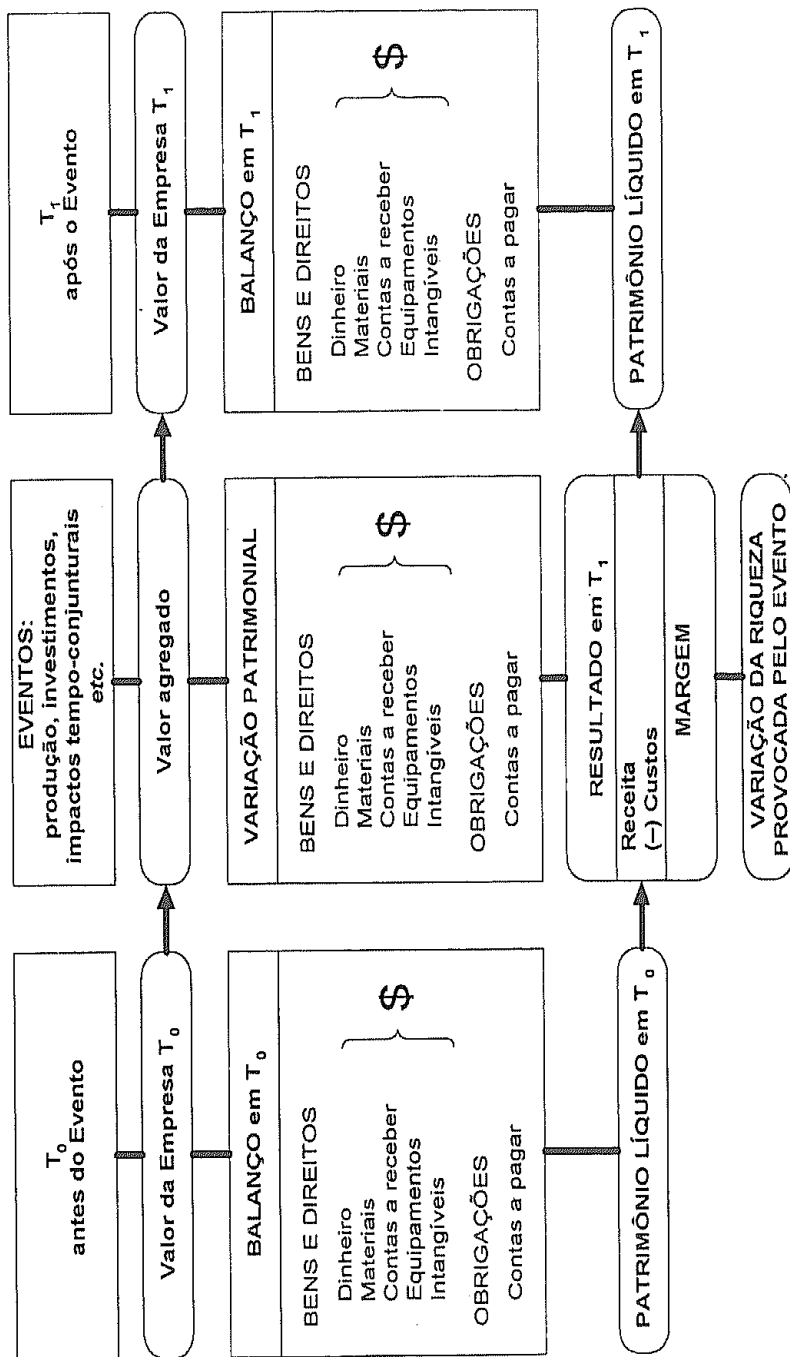 T0
antes do Evento
Valor da Empresa T0
BALANÇO em T0
BENS E DIREITOS
Dinheiro
Materiais
Contas a receber
Equipamentos
Intangíveis
$
OBRIGAÇÕES
Contas a pagar
PATRIMÔNIO LÍQUIDO em T0
EVENTOS:
produção, investimentos,
impactos tempo-conjunturais
etc.
Valor agregado
VARIAÇÃO PATRIMONIAL
BENS E DIREITOS
Dinheiro
Materiais
Contas a receber
Equipamentos
Intangíveis
$
OBRIGAÇÕES
Contas a pagar
RESULTADO em T1
Receita
(–) Custos
MARGEM
VARIAÇÃO DA RIQUEZA
PROVOCADA PELO EVENTO
T1
após o Evento
Valor da Empresa T1
BALANÇO em T1
BENS E DIREITOS
Dinheiro
Materiais
Contas a receber
Equipamentos
Intangíveis
$
OBRIGAÇÕES
Contas a pagar
PATRIMÔNIO LÍQUIDO em T1